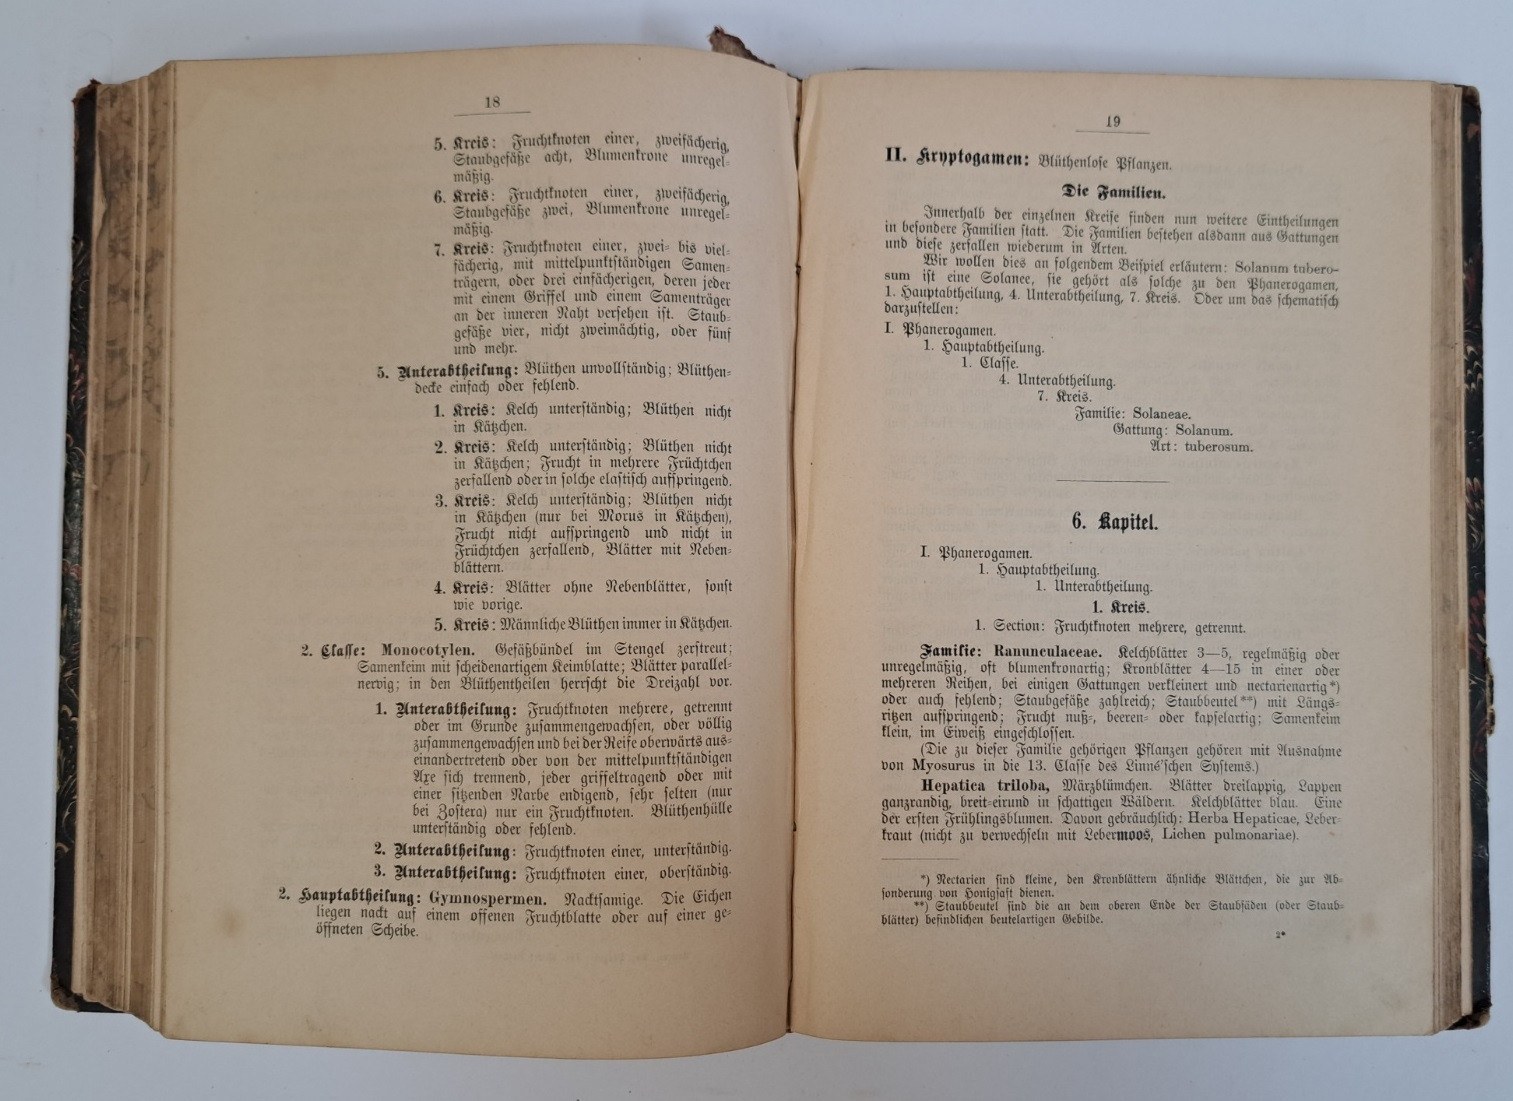 18
5. Kreis: Fruchtknoten einer, zweifächerig,
Staubgefäße acht, Blumenkrone unregel-
mäßig.
6. Kreis: Fruchtknoten einer, zweifächerig,
Staubgefäße zwei, Blumenkrone unregel-
mäßig.
7. Kreis: Fruchtknoten einer, zwei- bis viel-
fächerig, mit mittelpunktständigen Samen-
trägern, oder drei einfächerigen, deren jeder
mit einem Griffel und einem Samenträger
an der inneren Naht versehen ist. Staub-
gefäße vier, nicht zweimächtig, oder fünf
und mehr.
5. Unterabtheilung: Blüthen unvollständig; Blüthen-
decke einfach oder fehlend.
1. Kreis: Kelch unterständig; Blüthen nicht
in Kätzchen.
2. Kreis: Kelch unterständig; Blüthen nicht
in Kätzchen; Frucht in mehrere Früchtchen
zerfallend oder in solche elastisch aufspringend.
3. Kreis: Kelch unterständig; Blüthen nicht
in Kätzchen (nur bei Morus in Kätzchen),
Frucht nicht aufspringend und nicht in
Früchtchen zerfallend, Blätter mit Neben-
blättern.
4. Kreis: Blätter ohne Nebenblätter, sonst
wie vorige.
5. Kreis: Männliche Blüthen immer in Kätzchen.
2. Classe: Monocotylen. Gefäßbündel im Stengel zerstreut;
Samenkeim mit scheidenartigem Keimblatte; Blätter parallel-
nervig; in den Blüthentheilen herrscht die Dreizahl vor.
1. Unterabtheilung: Fruchtknoten mehrere, getrennt
oder im Grunde zusammengewachsen, oder völlig
zusammengewachsen und bei der Reife oberwärts aus-
einandertretend oder von der mittelpunktständigen
Axe sich trennend, jeder griffeltragend oder mit
einer sitzenden Narbe endigend, sehr selten (nur
bei Zostera) nur ein Fruchtknoten. Blüthenhülle
unterständig oder fehlend.
2. Unterabtheilung: Fruchtknoten einer, unterständig.
3. Unterabtheilung: Fruchtknoten einer, oberständig.
2. Hauptabtheilung: Gymnospermen. Nacktsamige. Die Eichen
liegen nackt auf einem offenen Fruchtblatte oder auf einer ge-
öffneten Scheibe.
19
II. Kryptogamen: Blüthenlose Pflanzen.
Die Familien.
Innerhalb der einzelnen Kreise finden nun weitere Eintheilungen
in besondere Familien statt. Die Familien bestehen alsdann aus Gattungen
und diese zerfallen wiederum in Arten.
Wir wollen dies an folgendem Beispiel erläutern: Solanum tubero-
sum ist eine Solanee, sie gehört als solche zu den Phanerogamen,
1. Hauptabtheilung, 4. Unterabtheilung, 7. Kreis. Oder um das schematisch
darzustellen:
I. Phanerogamen.
1. Hauptabtheilung.
1. Classe.
4. Unterabtheilung.
7. Kreis.
Familie: Solaneae.
Gattung: Solanum.
Art: tuberosum.
6. Kapitel.
I. Phanerogamen.
1. Hauptabtheilung.
1. Unterabtheilung.
1. Kreis.
1. Section: Fruchtknoten mehrere, getrennt.
Familie: Ranunculaceae. Kelchblätter 3—5, regelmäßig oder
unregelmäßig, oft blumenkronartig; Kronblätter 4—15 in einer oder
mehreren Reihen, bei einigen Gattungen verkleinert und nectarienartig*)
oder auch fehlend; Staubgefäße zahlreich; Staubbeutel**) mit Längs-
ritzen aufspringend; Frucht nuß-, beeren- oder kapselartig; Samenkeim
klein, im Eiweiß eingeschlossen.
(Die zu dieser Familie gehörigen Pflanzen gehören mit Ausnahme
von Myosurus in die 13. Classe des Linné'schen Systems.)
Hepatica triloba, Märzblümchen. Blätter dreilappig, Lappen
ganzrandig, breit-eirund in schattigen Wäldern. Kelchblätter blau. Eine
der ersten Frühlingsblumen. Davon gebräuchlich: Herba Hepaticae, Leber-
kraut (nicht zu verwechseln mit Lebermoos, Lichen pulmonariae).
*) Nectarien sind kleine, den Kronblättern ähnliche Blättchen, die zur Ab-
sonderung von Honigsaft dienen.
**) Staubbeutel sind die an dem oberen Ende der Staubfäden (oder Staub-
blätter) befindlichen beutelartigen Gebilde.
2*